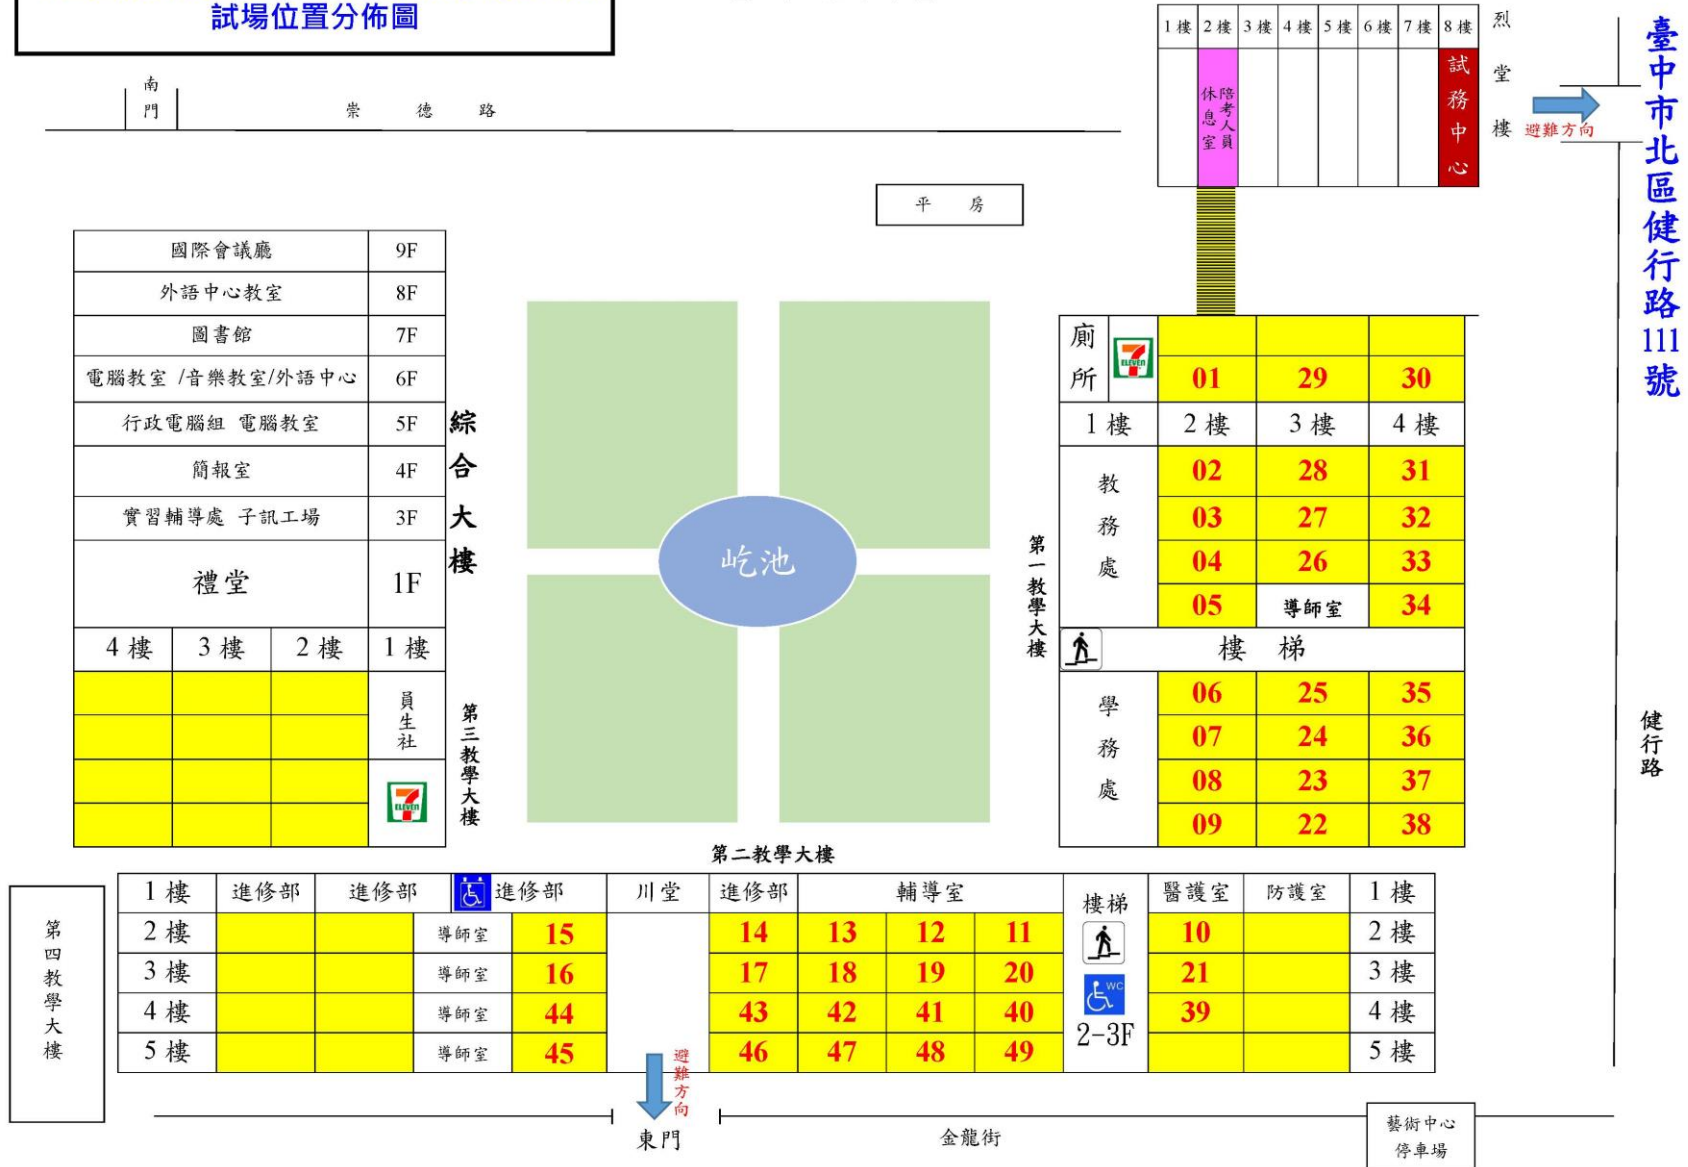 試場位置分佈圖
1樓 2樓 3樓 4樓 5樓 6樓 7樓 8樓
烈堂樓
陪考人員休息室
試務中心
避難方向
臺中市北區健行路111號
南門
崇德路
平房
國際會議廳 9F
外語中心教室 8F
圖書館 7F
電腦教室 /音樂教室/外語中心 6F
行政電腦組 電腦教室 5F
簡報室 4F
實習輔導處 子訊工場 3F
禮堂 1F
綜合大樓
4樓 3樓 2樓 1樓
員生社
7 ELEVEN
第三教學大樓
屹池
第一教學大樓
廁所
7 ELEVEN
01 29 30
1樓 2樓 3樓 4樓
教務處
02 28 31
03 27 32
04 26 33
05 導師室 34
樓梯
學務處
06 25 35
07 24 36
08 23 37
09 22 38
健行路
第二教學大樓
第四教學大樓
1樓 進修部 進修部 進修部 川堂 進修部 輔導室 樓梯 醫護室 防護室 1樓
2樓 導師室 15 14 13 12 11 10 2樓
3樓 導師室 16 17 18 19 20 21 3樓
WC
4樓 導師室 44 43 42 41 40 39 4樓
2-3F
5樓 導師室 45 46 47 48 49 5樓
避難方向
東門
金龍街
藝術中心
停車場